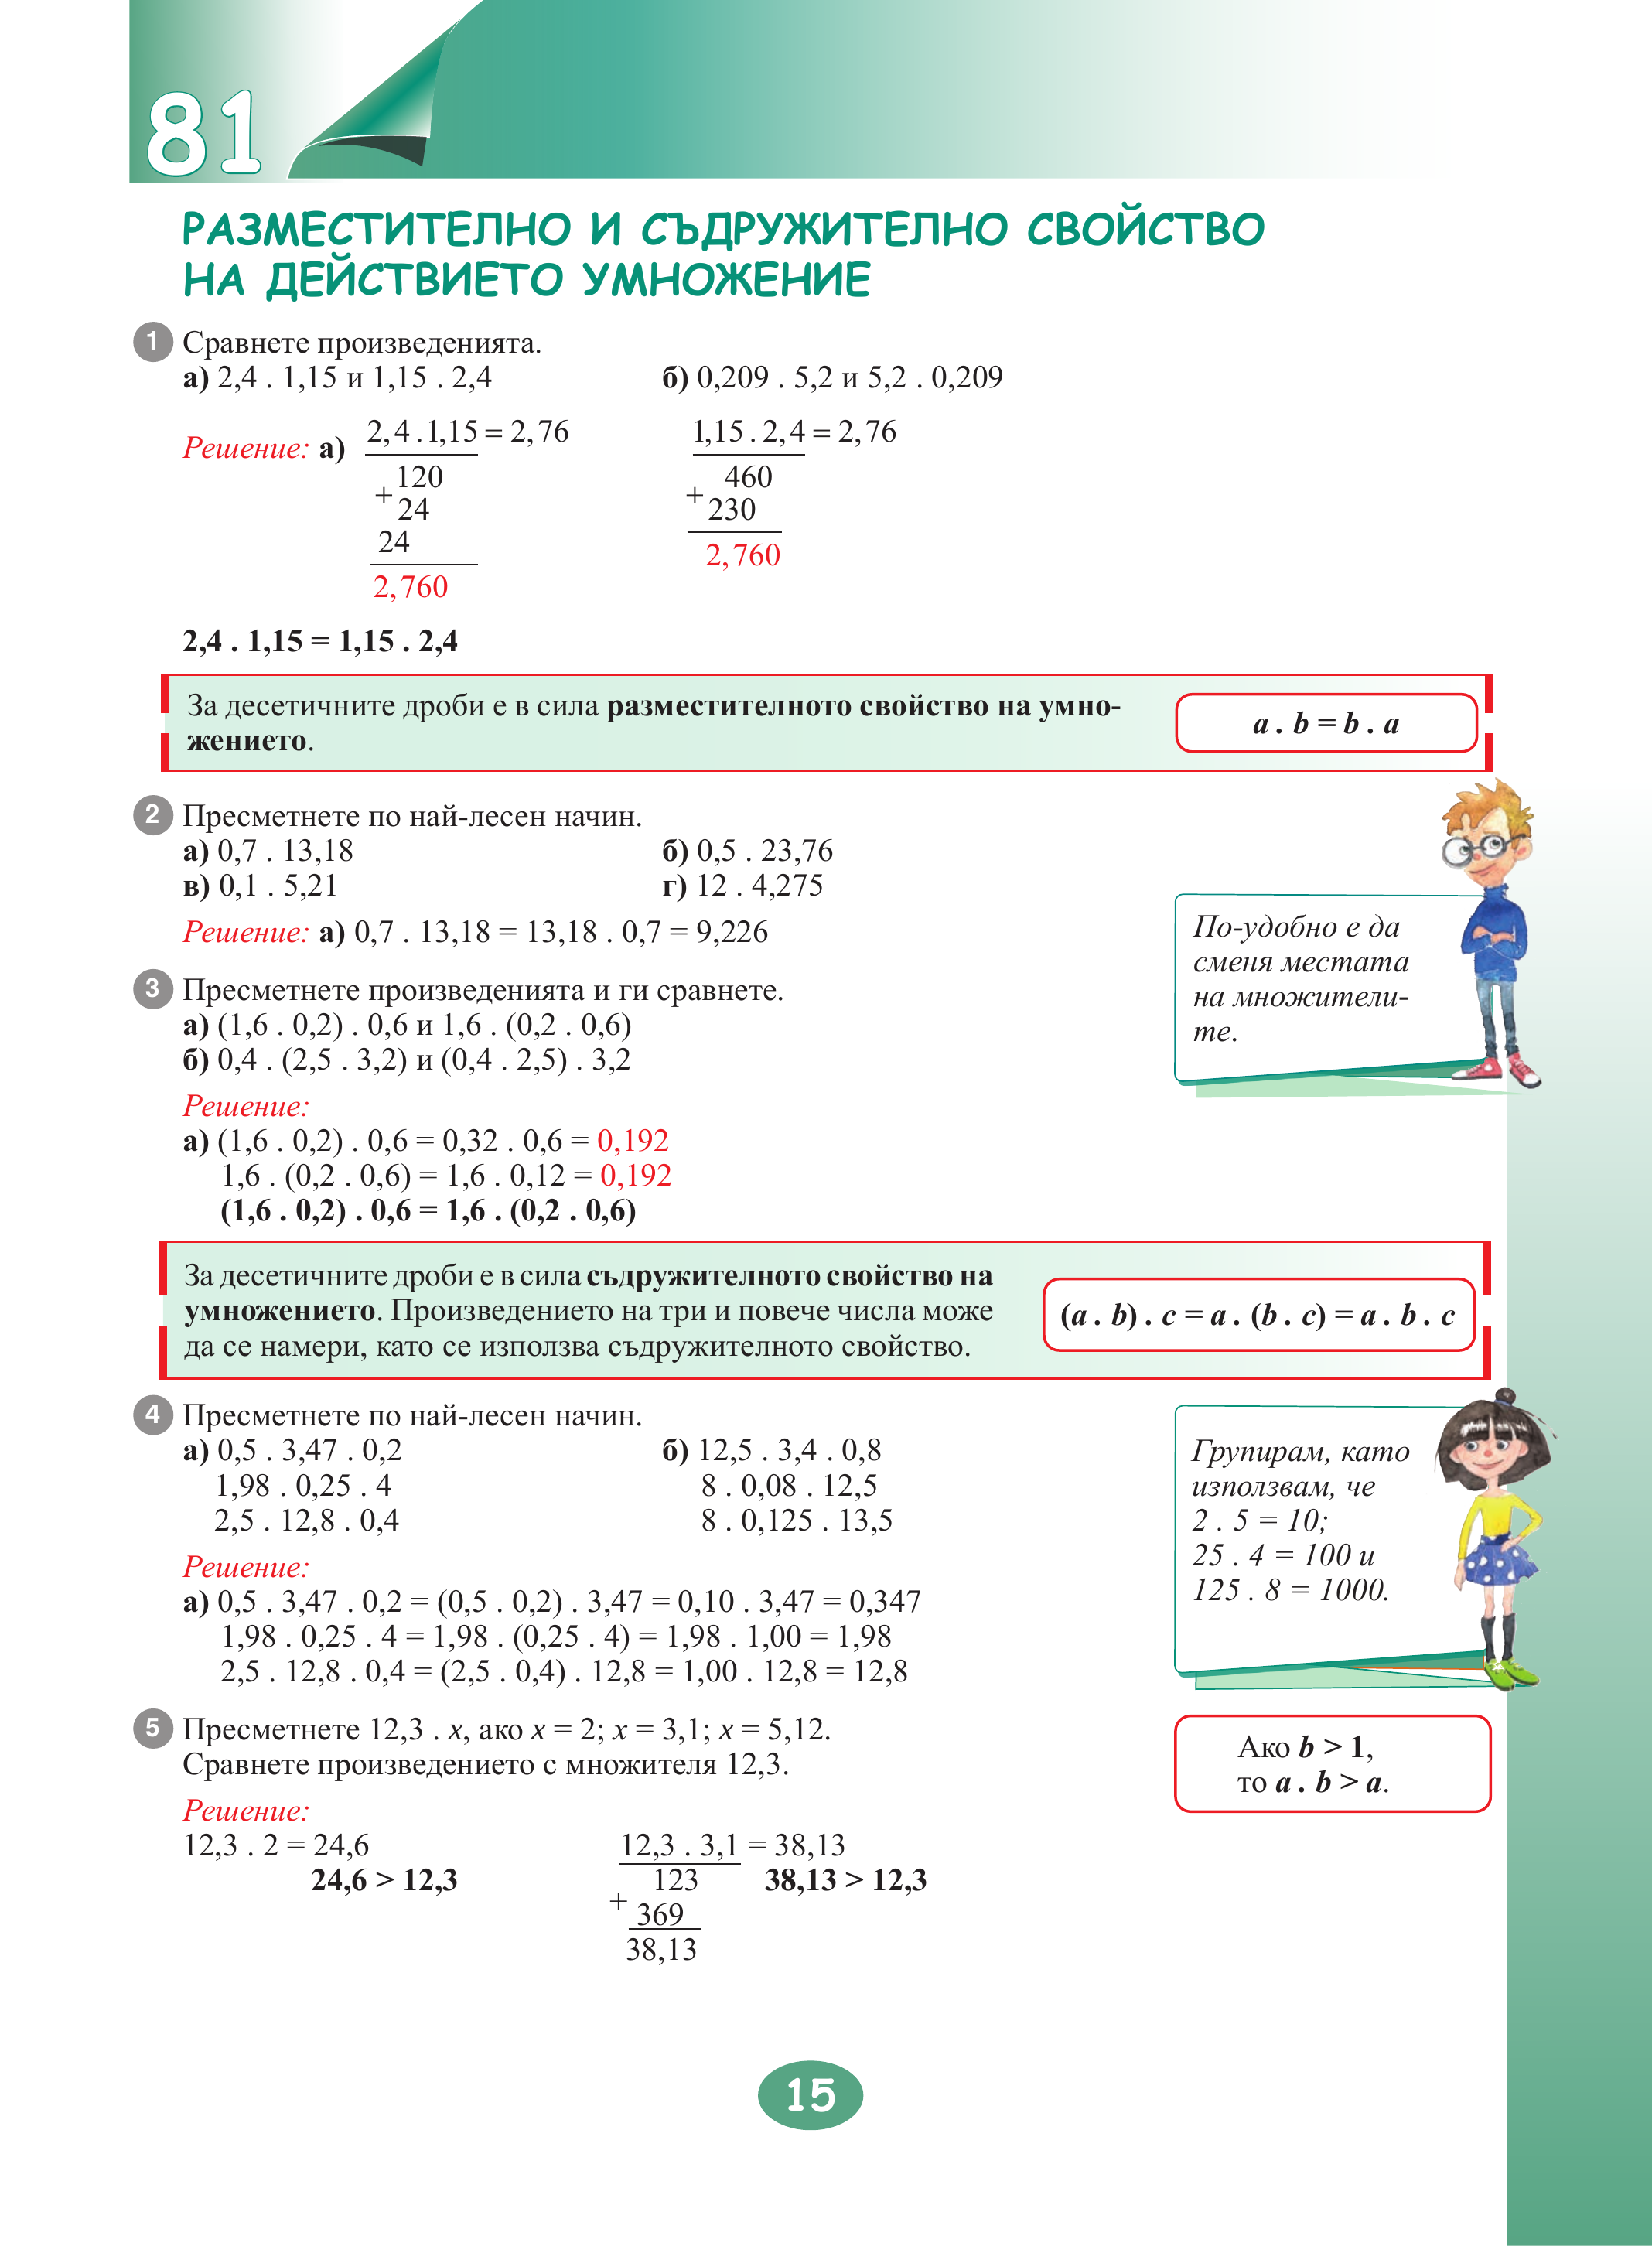 81
РАЗМЕСТИТЕЛНО И СЪДРУЖИТЕЛНО СВОЙСТВО
НА ДЕЙСТВИЕТО УМНОЖЕНИЕ
1 Сравнете произведенията.
а) 2,4 . 1,15 и 1,15 . 2,4 б) 0,209 . 5,2 и 5,2 . 0,209
Решение: а) 2,4 . 1,15 = 2,76 1,15 . 2,4 = 2,76
120 460
+ 24 + 230
24 2,760
2,760
2,4 . 1,15 = 1,15 . 2,4
За десетичните дроби е в сила разместителното свойство на умно-
жението.
a . b = b . a
2 Пресметнете по най-лесен начин.
а) 0,7 . 13,18 б) 0,5 . 23,76
в) 0,1 . 5,21 г) 12 . 4,275
Решение: а) 0,7 . 13,18 = 13,18 . 0,7 = 9,226
По-удобно е да
сменя местата
на множители-
те.
3 Пресметнете произведенията и ги сравнете.
а) (1,6 . 0,2) . 0,6 и 1,6 . (0,2 . 0,6)
б) 0,4 . (2,5 . 3,2) и (0,4 . 2,5) . 3,2
Решение:
а) (1,6 . 0,2) . 0,6 = 0,32 . 0,6 = 0,192
1,6 . (0,2 . 0,6) = 1,6 . 0,12 = 0,192
(1,6 . 0,2) . 0,6 = 1,6 . (0,2 . 0,6)
За десетичните дроби е в сила съдружителното свойство на
умножението. Произведението на три и повече числа може
да се намери, като се използва съдружителното свойство.
(a . b) . c = a . (b . c) = a . b . c
4 Пресметнете по най-лесен начин.
а) 0,5 . 3,47 . 0,2 б) 12,5 . 3,4 . 0,8
1,98 . 0,25 . 4 8 . 0,08 . 12,5
2,5 . 12,8 . 0,4 8 . 0,125 . 13,5
Решение:
а) 0,5 . 3,47 . 0,2 = (0,5 . 0,2) . 3,47 = 0,10 . 3,47 = 0,347
1,98 . 0,25 . 4 = 1,98 . (0,25 . 4) = 1,98 . 1,00 = 1,98
2,5 . 12,8 . 0,4 = (2,5 . 0,4) . 12,8 = 1,00 . 12,8 = 12,8
Групирам, като
използвам, че
2 . 5 = 10;
25 . 4 = 100 и
125 . 8 = 1000.
5 Пресметнете 12,3 . x, ако x = 2; x = 3,1; x = 5,12.
Сравнете произведението с множителя 12,3.
Ако b > 1,
то a . b > a.
Решение:
12,3 . 2 = 24,6 12,3 . 3,1 = 38,13
24,6 > 12,3 123 38,13 > 12,3
+ 369
38,13
15